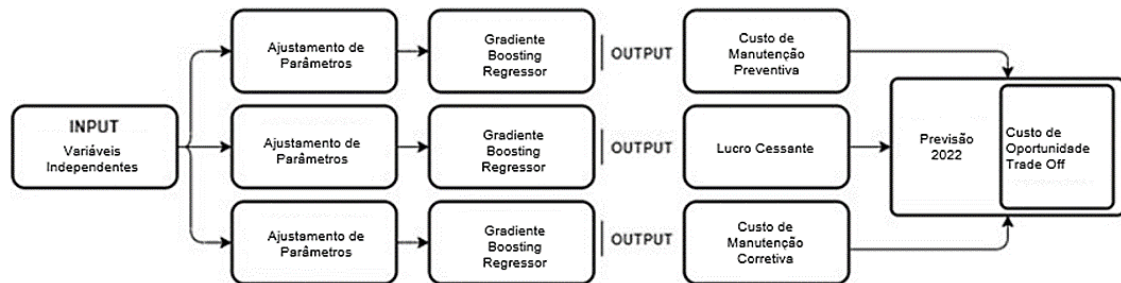 Ajustamento de
Parâmetros
Gradiente
Boosting
Regressor
OUTPUT
Custo de
Manutenção
Preventiva
INPUT
Variáveis
Independentes
Ajustamento de
Parâmetros
Gradiente
Boosting
Regressor
OUTPUT
Lucro Cessante
Previsão
2022
Custo de
Oportunidade
Trade Off
Ajustamento de
Parâmetros
Gradiente
Boosting
Regressor
OUTPUT
Custo de
Manutenção
Corretiva